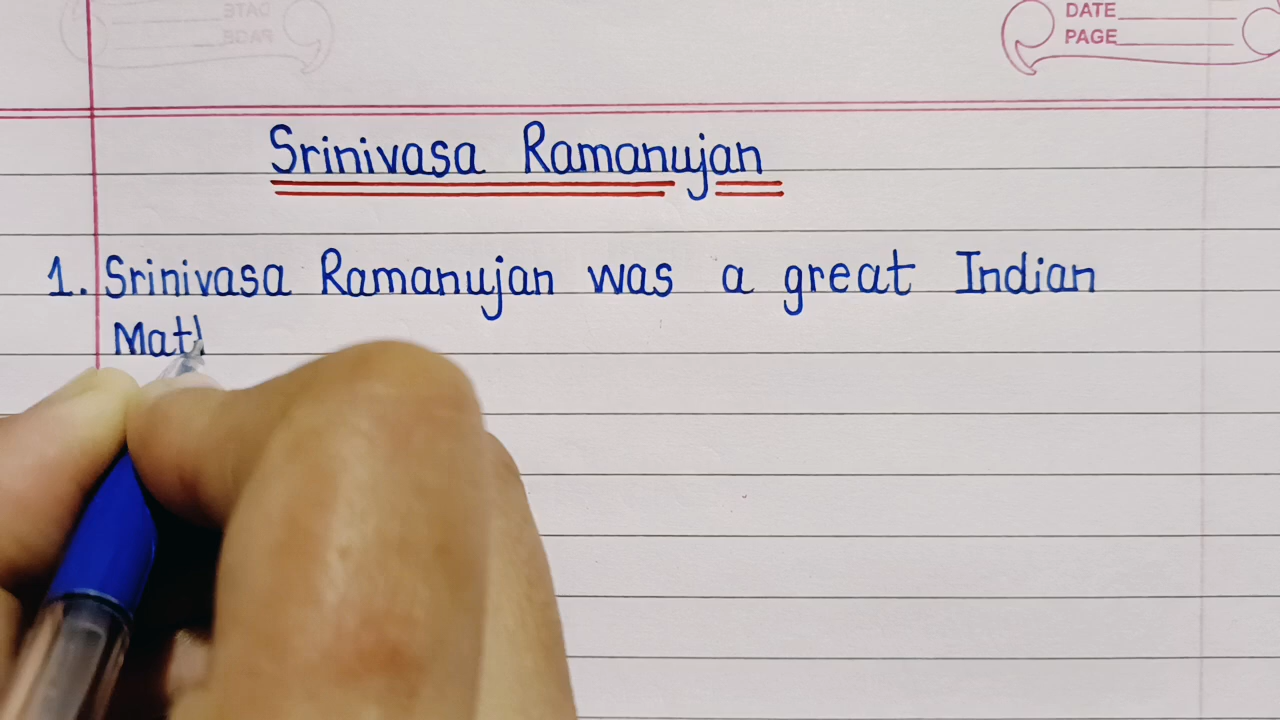 DATE
PAGE
Srinivasa Ramanujan
1. Srinivasa Ramanujan was a great Indian
Mat